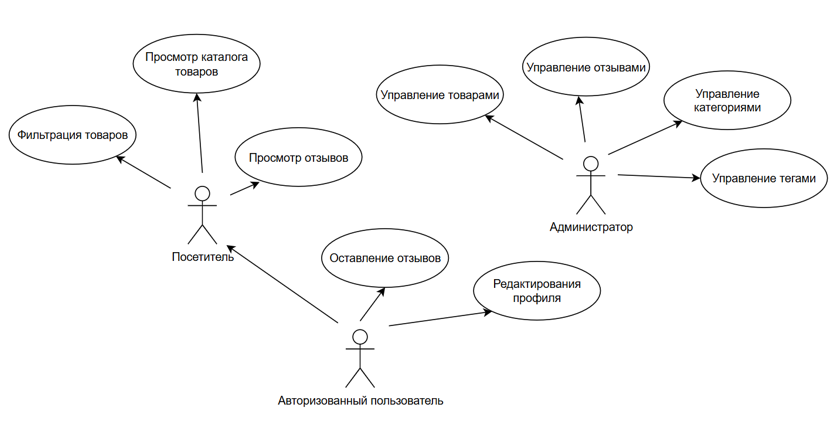 Просмотр каталога
товаров
Фильтрация товаров
Просмотр отзывов
Посетитель
Управление товарами
Управление отзывами
Управление
категориями
Управление тегами
Администратор
Оставление отзывов
Редактирования
профиля
Авторизованный пользователь